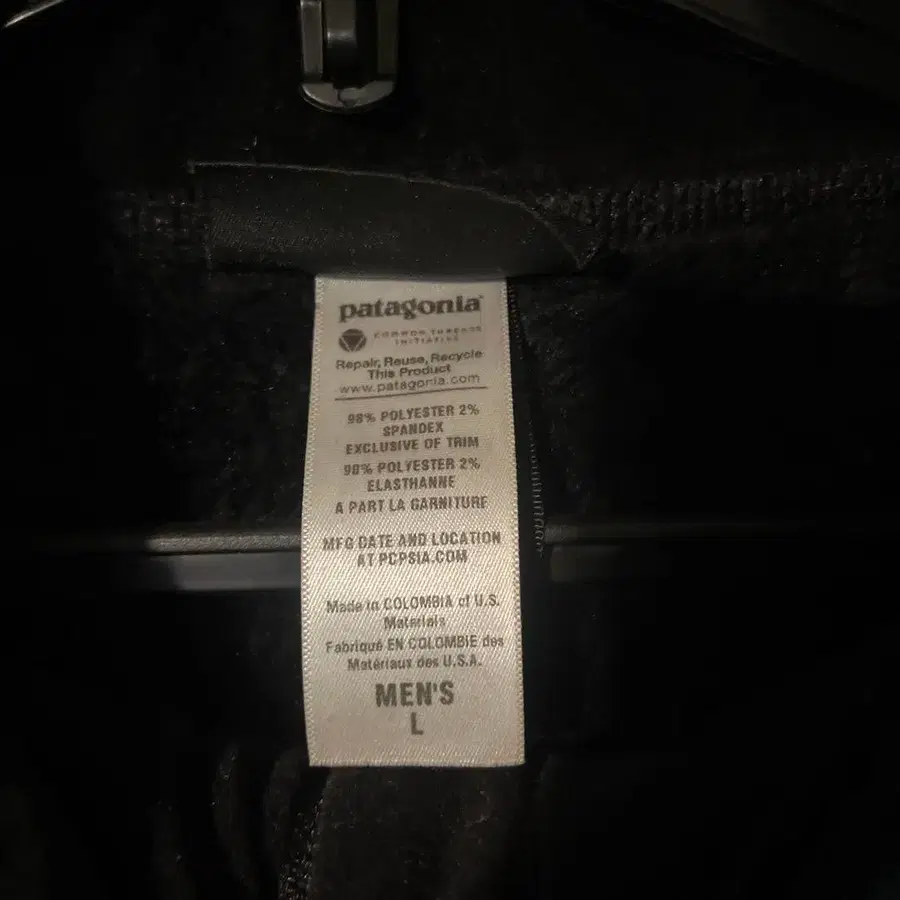 patagonia
COMMON THREADS
INITIATIVE
Repair, Reuse, Recycle
This Product
www.patagonia.com
98% POLYESTER 2%
SPANDEX
EXCLUSIVE OF TRIM
98% POLYESTER 2%
ELASTHANNE
A PART LA GARNITURE
MFG DATE AND LOCATION
AT PCPSIA.COM
Made in COLOMBIA of U.S.
Materials
Fabriqué EN COLOMBIE des
Matériaux des U.S.A.
MEN'S
L